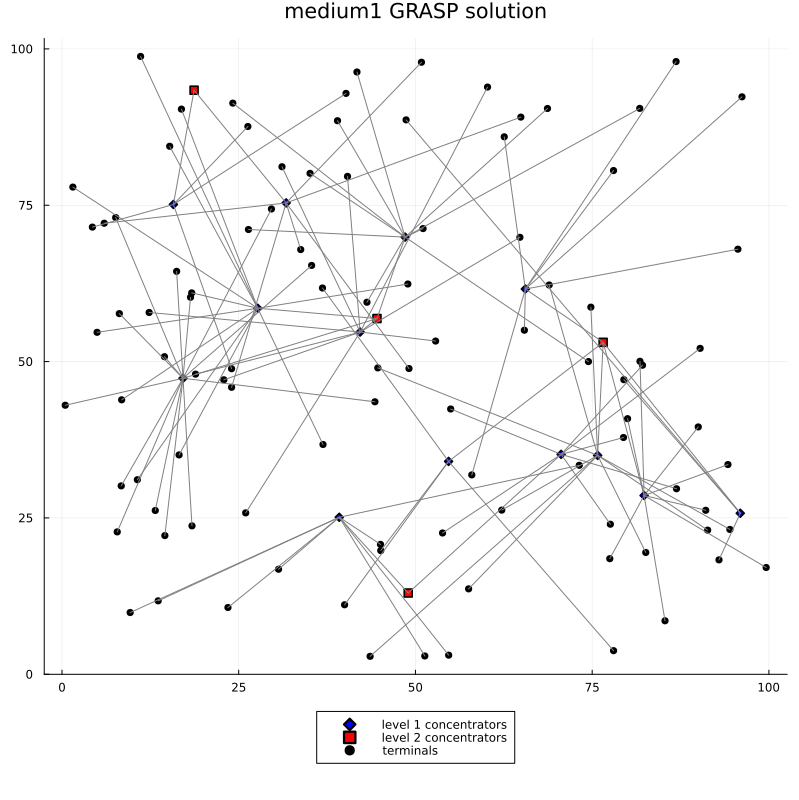 medium1 GRASP solution
100
75
50
25
0
0 25 50 75 100
level 1 concentrators
level 2 concentrators
terminals